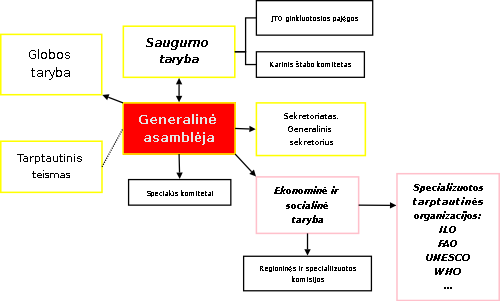 JTO ginkluotosios pajėgos
Saugumo
taryba
Globos
taryba
Karinis štabo komitetas
Generalinė
asamblėja
Sekretoriatas.
Generalinis
sekretorius
Tarptautinis
teismas
Specialūs komitetai
Ekonominė ir
socialinė
taryba
Specializuotos
tarptautinės
organizacijos:
ILO
FAO
UNESCO
WHO
...
Regioninės ir specializuotos
komisijos